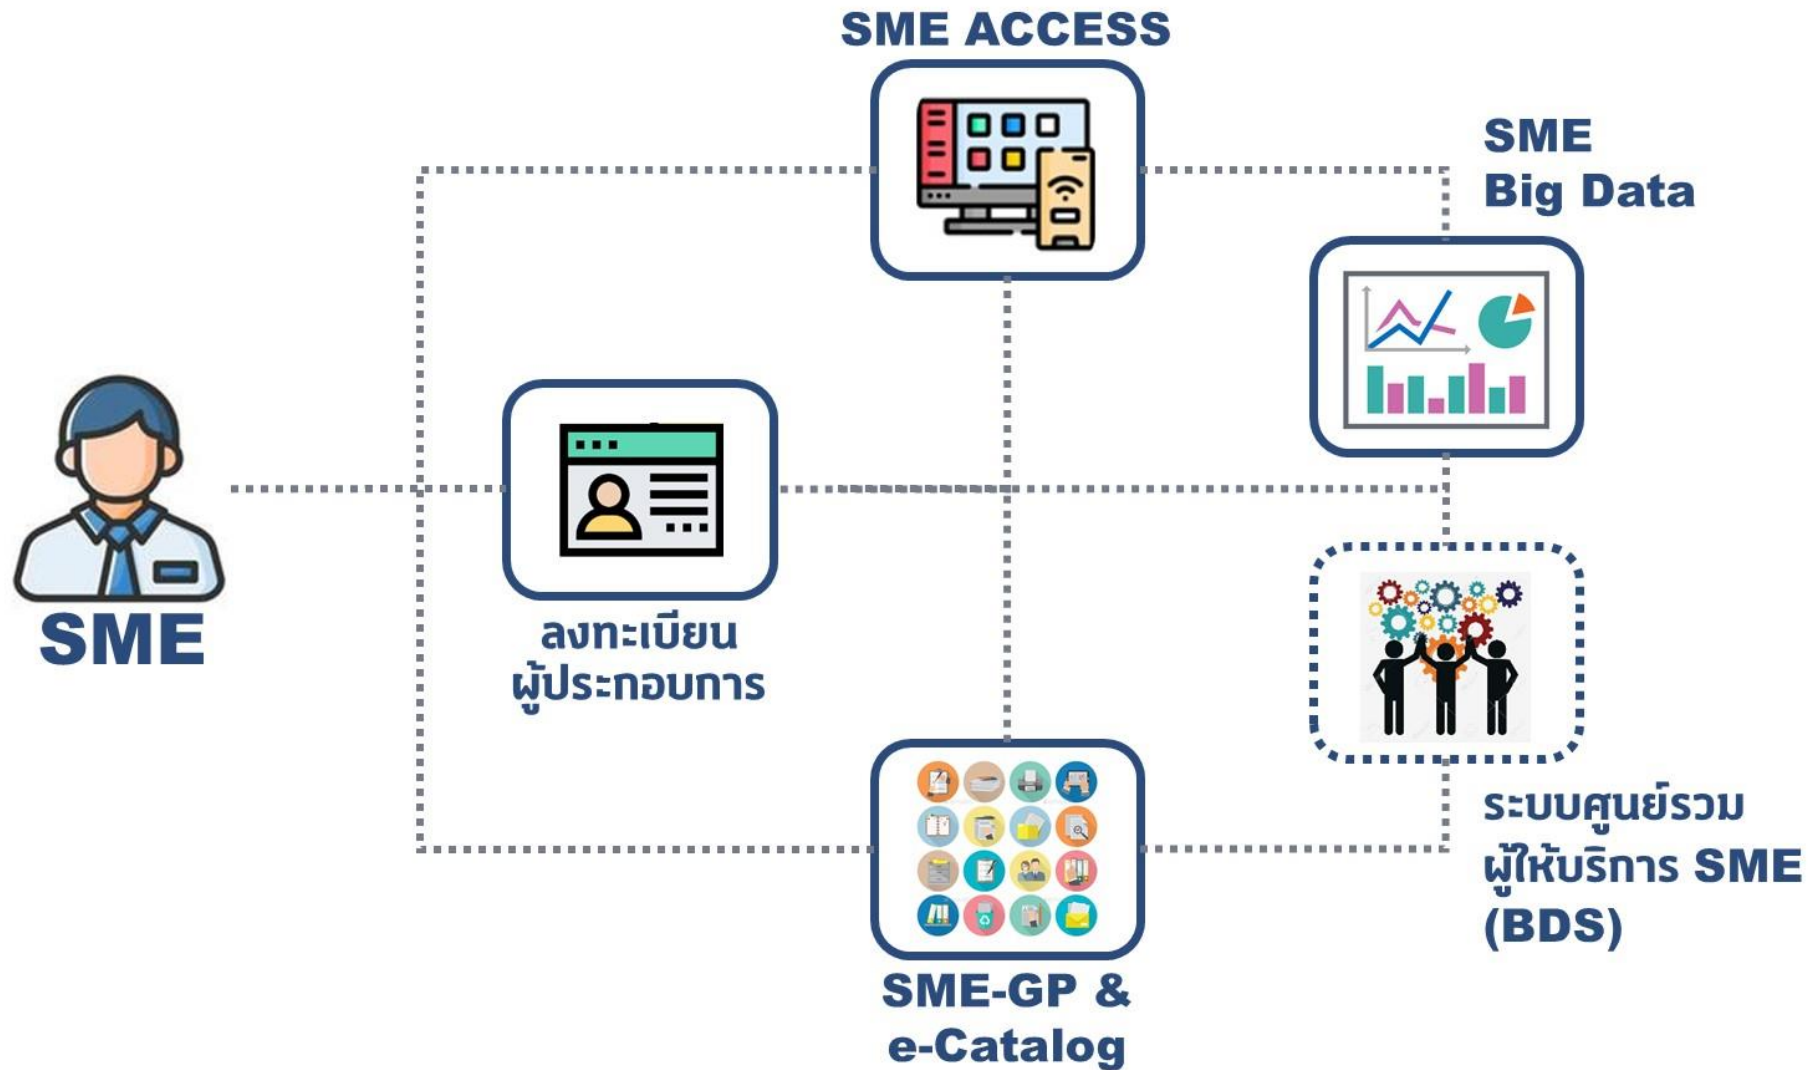 SME ACCESS
SME
Big Data
SME
ลงทะเบียน
ผู้ประกอบการ
ระบบศูนย์รวม
ผู้ให้บริการ SME
(BDS)
SME-GP &
e-Catalog